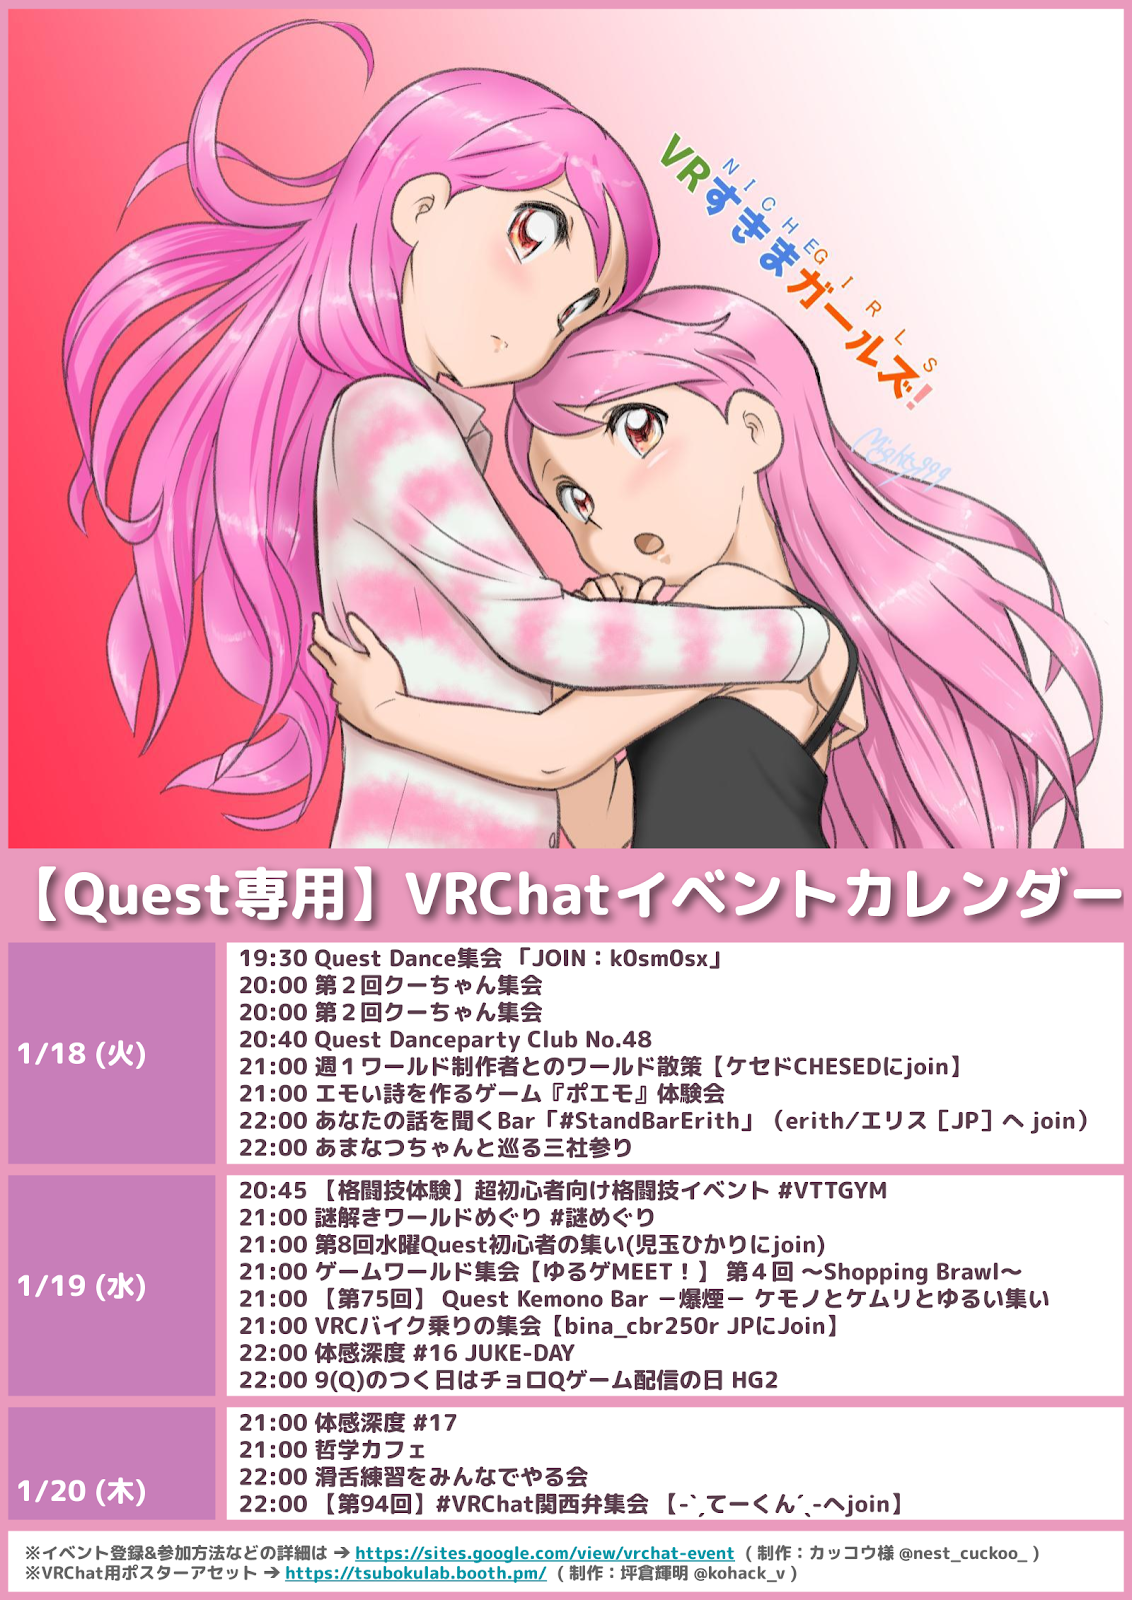 VRすきまガールズ!
NICHE GIRLS
Mighty999
【Quest専用】VRChatイベントカレンダー
1/18 (火)
19:30 Quest Dance集会 「JOIN：k0sm0sx」
20:00 第２回クーちゃん集会
20:00 第２回クーちゃん集会
20:40 Quest Danceparty Club No.48
21:00 週１ワールド制作者とのワールド散策【ケセドCHESEDにjoin】
21:00 エモい詩を作るゲーム『ポエモ』体験会
22:00 あなたの話を聞くBar「#StandBarErith」（erith/エリス［JP］へ join）
22:00 あまなつちゃんと巡る三社参り
1/19 (水)
20:45 【格闘技体験】超初心者向け格闘技イベント #VTTGYM
21:00 謎解きワールドめぐり #謎めぐり
21:00 第8回水曜Quest初心者の集い(児玉ひかりにjoin)
21:00 ゲームワールド集会【ゆるゲMEET！】 第４回 〜Shopping Brawl〜
21:00 【第75回】 Quest Kemono Bar －爆煙－ ケモノとケムリとゆるい集い
21:00 VRCバイク乗りの集会【bina_cbr250r JPにJoin】
22:00 体感深度 #16 JUKE-DAY
22:00 9(Q)のつく日はチョロQゲーム配信の日 HG2
1/20 (木)
21:00 体感深度 #17
21:00 哲学カフェ
22:00 滑舌練習をみんなでやる会
22:00 【第94回】#VRChat関西弁集会 【-`ˏてーくんˊˎ-へjoin】
※イベント登録&参加方法などの詳細は → https://sites.google.com/view/vrchat-event ( 制作：カッコウ様 @nest_cuckoo_ )
※VRChat用ポスターアセット → https://tsubokulab.booth.pm/ ( 制作：坪倉輝明 @kohack_v )